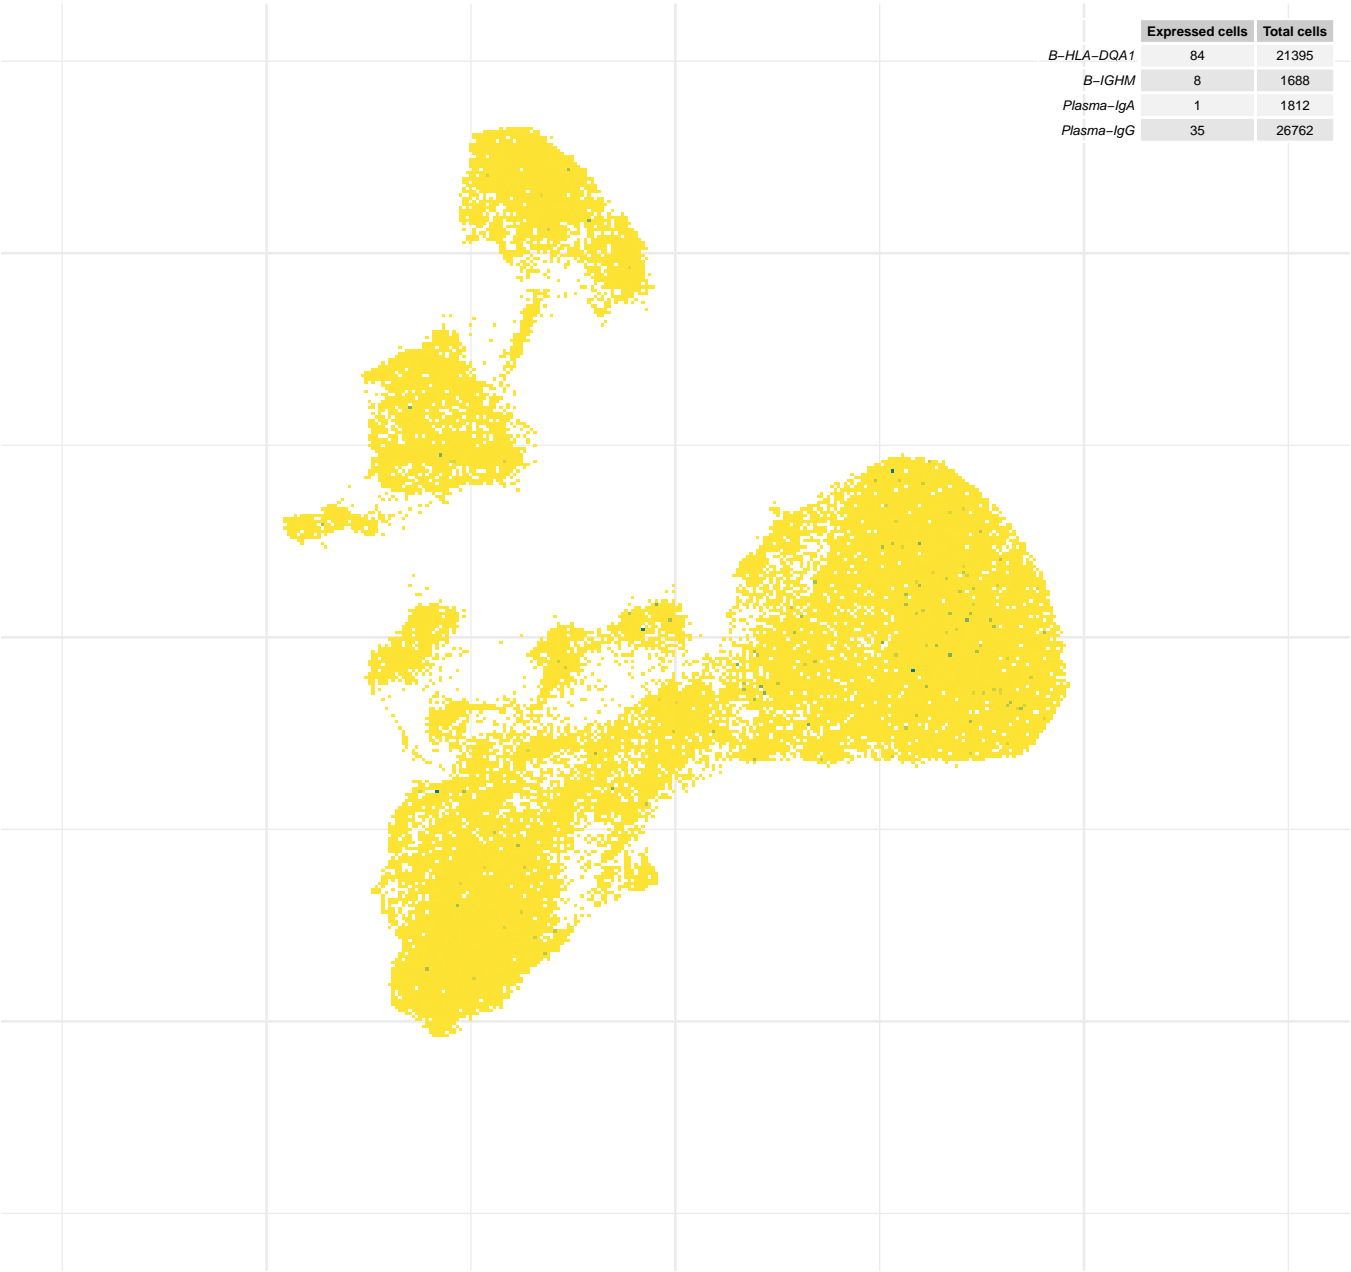 Expressed cells Total cells
B−HLA−DQA1 84 21395
B−IGHM 8 1688
Plasma−IgA 1 1812
Plasma−IgG 35 26762